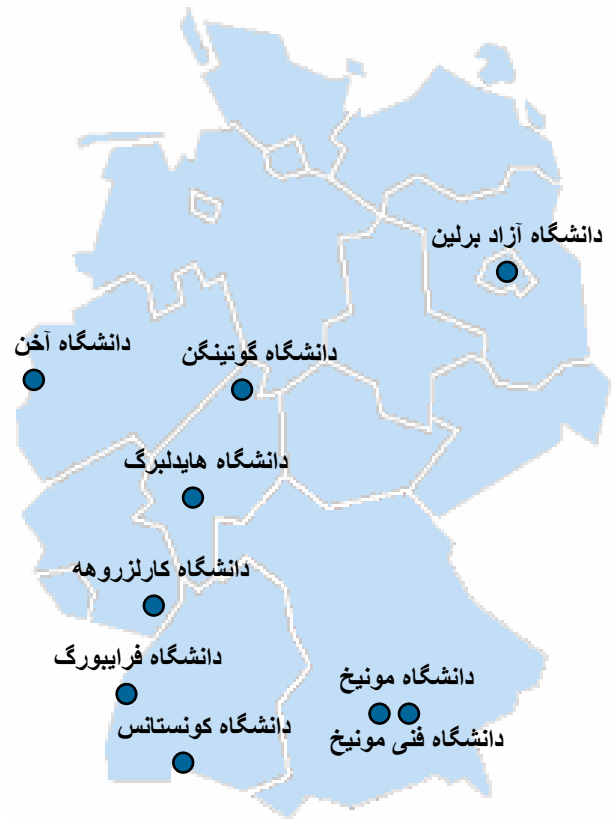 دانشگاه آزاد برلین
دانشگاه آخن
دانشگاه گوتینگن
دانشگاه هایدلبرگ
دانشگاه کارلزروهه
دانشگاه فرایبورگ
دانشگاه مونیخ
دانشگاه کونستانس
دانشگاه فنی مونیخ